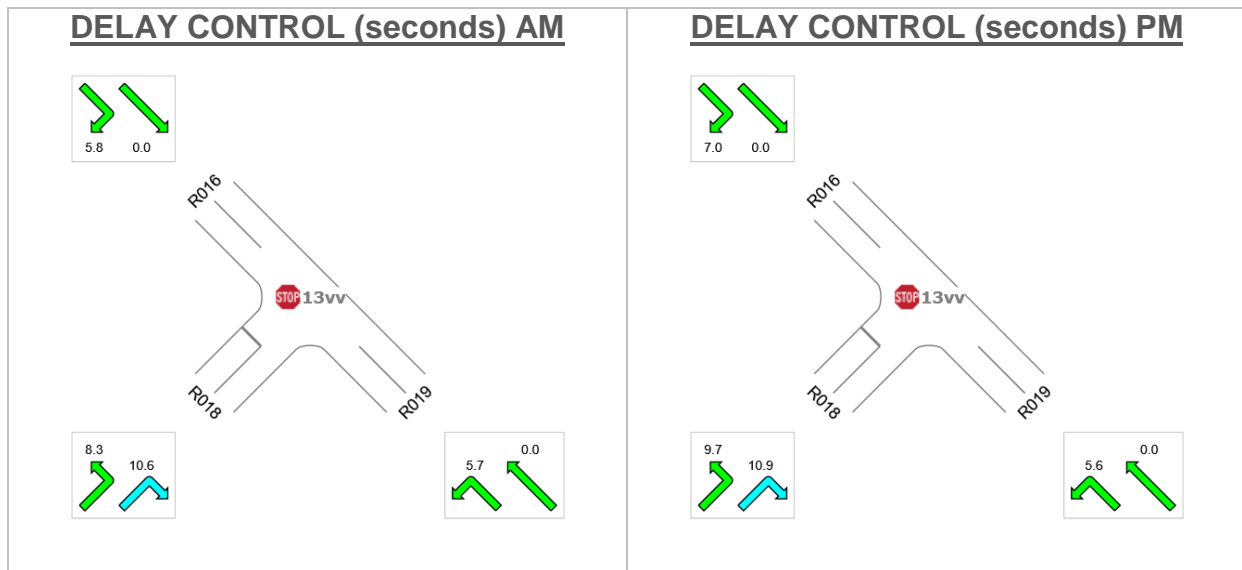 DELAY CONTROL (seconds) AM
5.8 0.0
R016
STOP 13vv
R018
R019
8.3
10.6
0.0
5.7
DELAY CONTROL (seconds) PM
7.0 0.0
R016
STOP 13vv
R018
R019
9.7
10.9
0.0
5.6